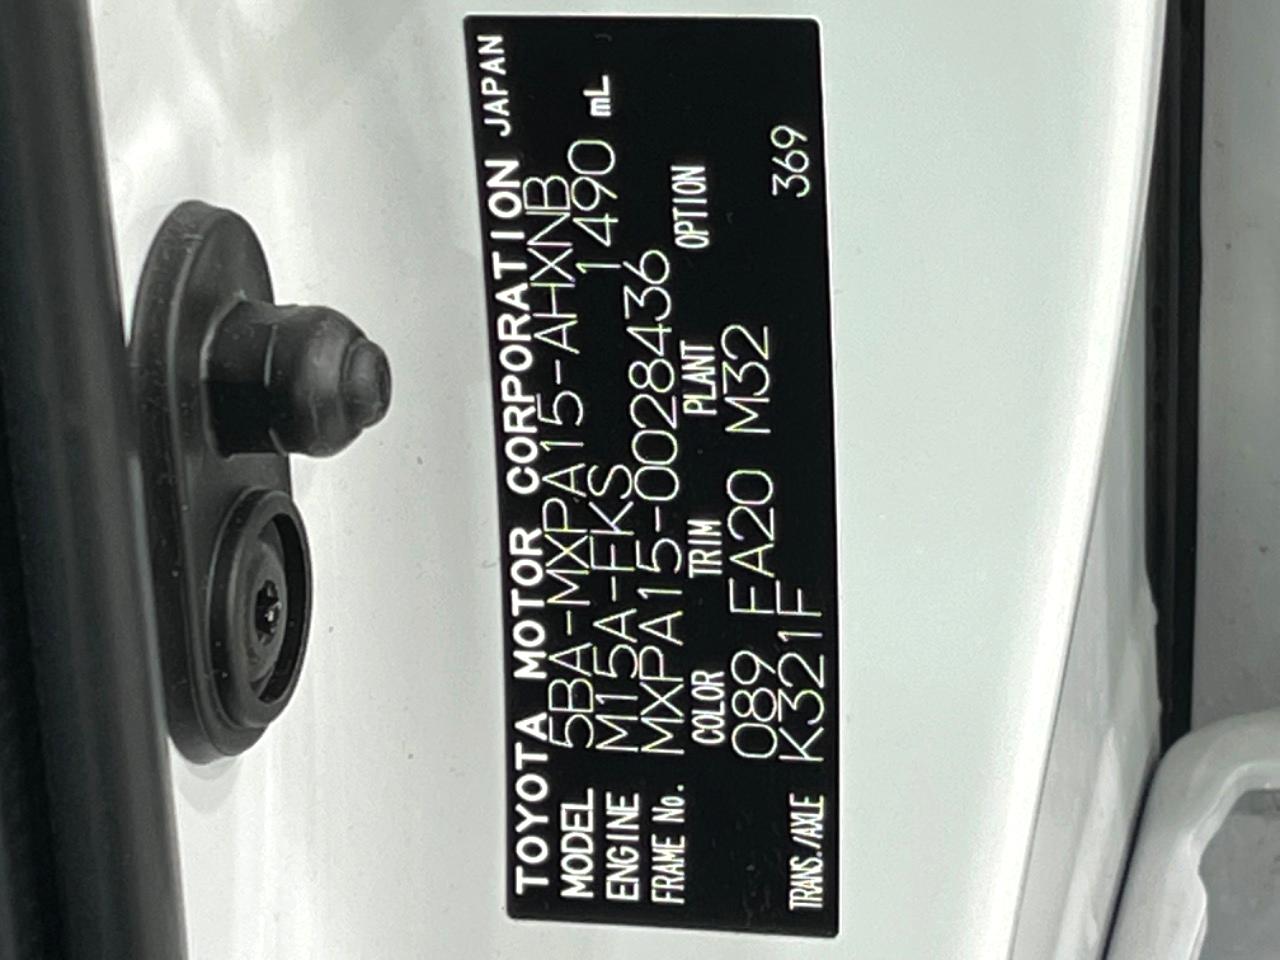 TOYOTA MOTOR CORPORATION JAPAN
MODEL 5BA-MXPA15-AHXNB
ENGINE M15A-FKS 1490 mL
FRAME No. MXPA15-0028436
COLOR TRIM PLANT OPTION
089 FA20 M32
TRANS./AXLE K321F 369